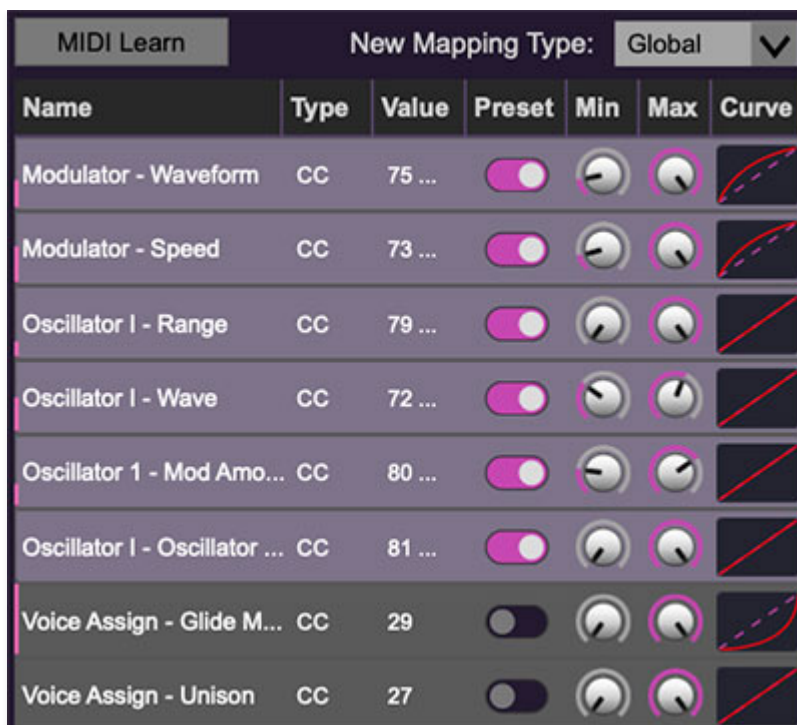 MIDI Learn New Mapping Type: Global
Name Type Value Preset Min Max Curve
Modulator - Waveform CC 75 ...
Modulator - Speed CC 73 ...
Oscillator I - Range CC 79 ...
Oscillator I - Wave CC 72 ...
Oscillator 1 - Mod Amo... CC 80 ...
Oscillator I - Oscillator ... CC 81 ...
Voice Assign - Glide M... CC 29
Voice Assign - Unison CC 27